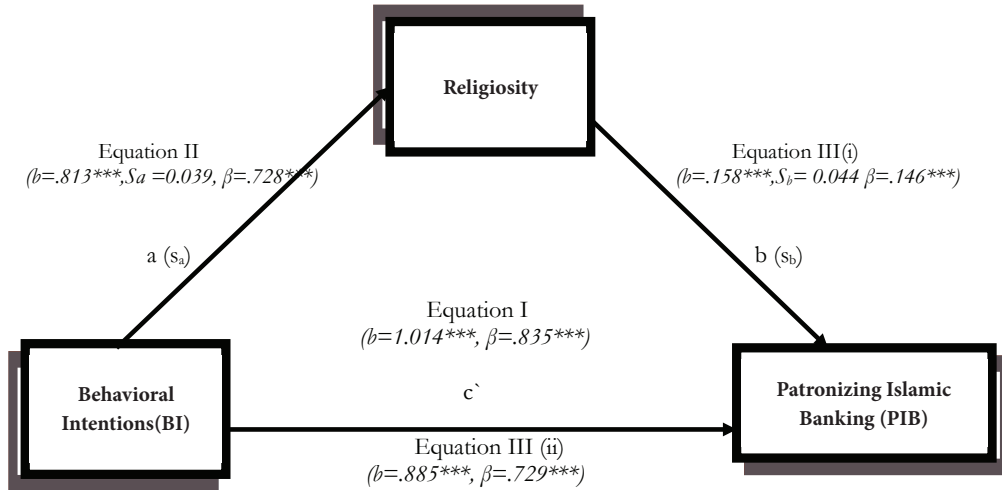 Religiosity
Equation II
(b=.813***,Sa =0.039, β=.728***)
Equation III(i)
(b=.158***,Sb= 0.044 β=.146***)
a (sa)
b (sb)
Equation I
(b=1.014***, β=.835***)
Behavioral
Intentions(BI)
c`
Patronizing Islamic
Banking (PIB)
Equation III (ii)
(b=.885***, β=.729***)